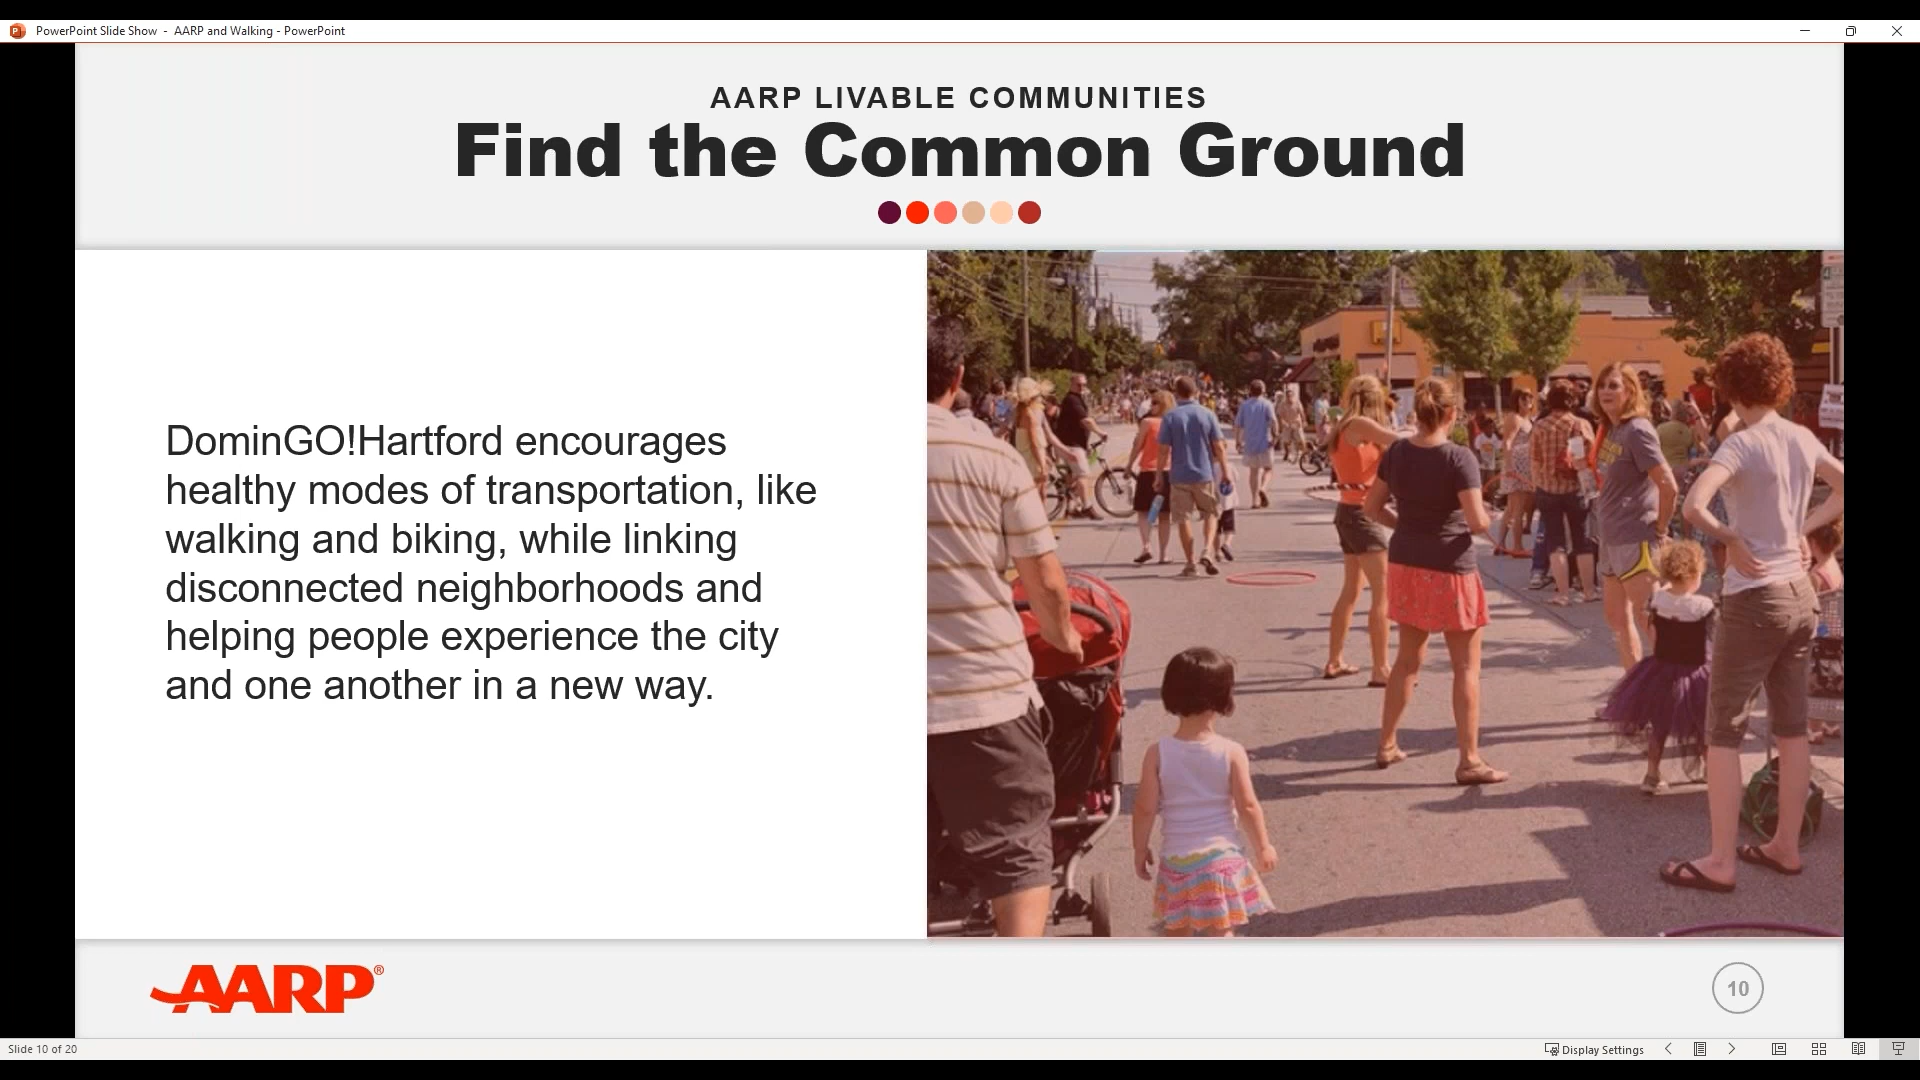 PowerPoint Slide Show - AARP and Walking - PowerPoint
AARP LIVABLE COMMUNITIES
Find the Common Ground
DominGO!Hartford encourages
healthy modes of transportation, like
walking and biking, while linking
disconnected neighborhoods and
helping people experience the city
and one another in a new way.
AARP®
10
Slide 10 of 20
Display Settings